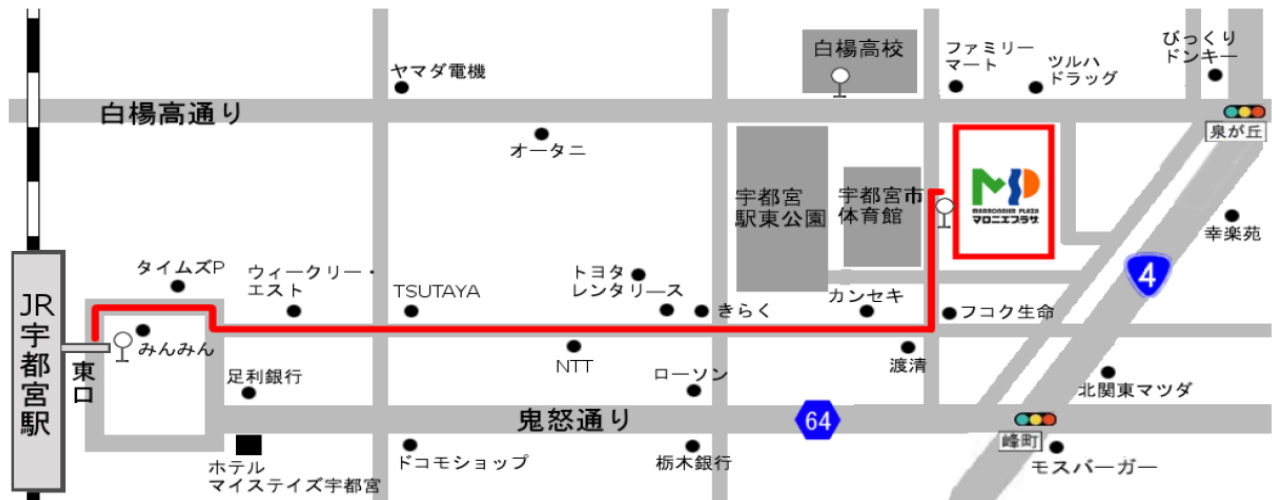 白楊高校
ファミリー
マート
ツルハ
ドラッグ
びっくり
ドンキー
ヤマダ電機
白楊高通り
オータニ
泉が丘
宇都宮
駅東公園
宇都宮市
体育館
MARRONNIER PLAZA
マロニエプラザ
幸楽苑
4
タイムズP
ウィークリー・
エスト
TSUTAYA
トヨタ
レンタリース
きらく
カンセキ
フコク生命
JR宇都宮駅
東口
みんみん
足利銀行
NTT
ローソン
渡清
北関東マツダ
鬼怒通り
64
峰町
ホテル
マイステイズ宇都宮
ドコモショップ
栃木銀行
モスバーガー